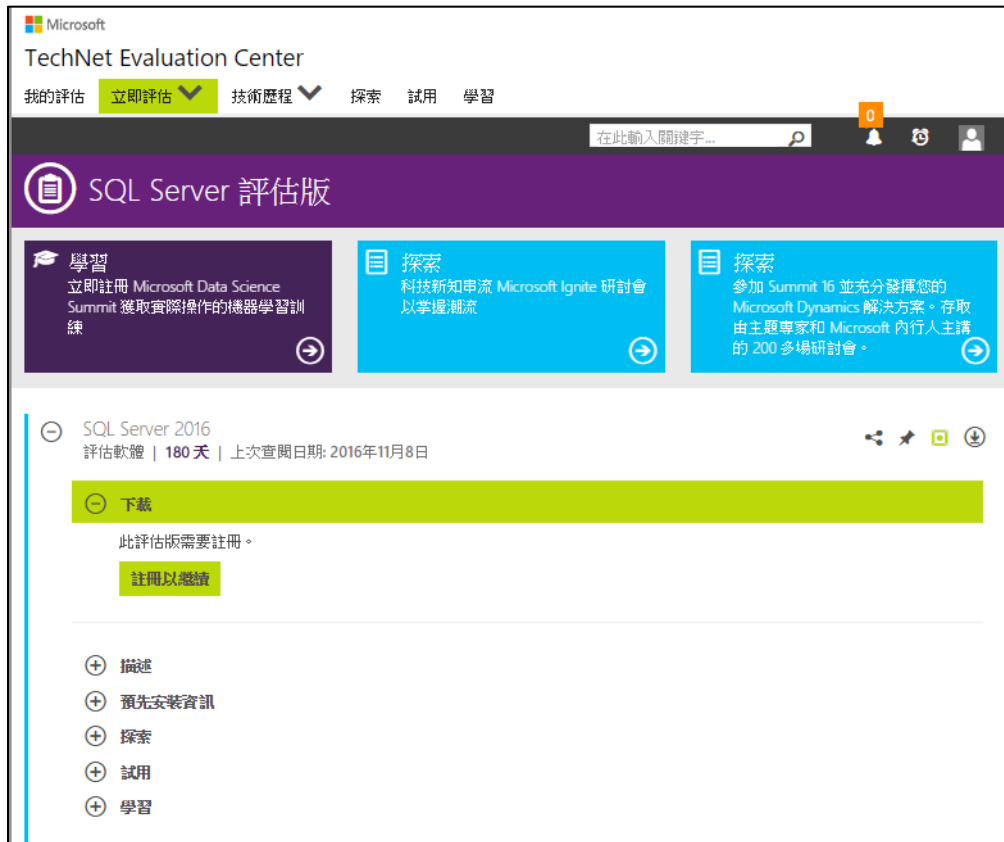 Microsoft
TechNet Evaluation Center
我的評估 立即評估 技術歷程 探索 試用 學習
0
在此輸入關鍵字...
SQL Server 評估版
學習
立即註冊 Microsoft Data Science
Summit 獲取實際操作的機器學習訓
練
探索
科技新知串流 Microsoft Ignite 研討會
以掌握潮流
探索
參加 Summit 16 並充分發揮您的
Microsoft Dynamics 解決方案。存取
由主題專家和 Microsoft 內行人主講
的 200 多場研討會。
SQL Server 2016
評估軟體 | 180 天 | 上次查閱日期: 2016年11月8日
下載
此評估版需要註冊。
註冊以繼續
描述
預先安裝資訊
探索
試用
學習